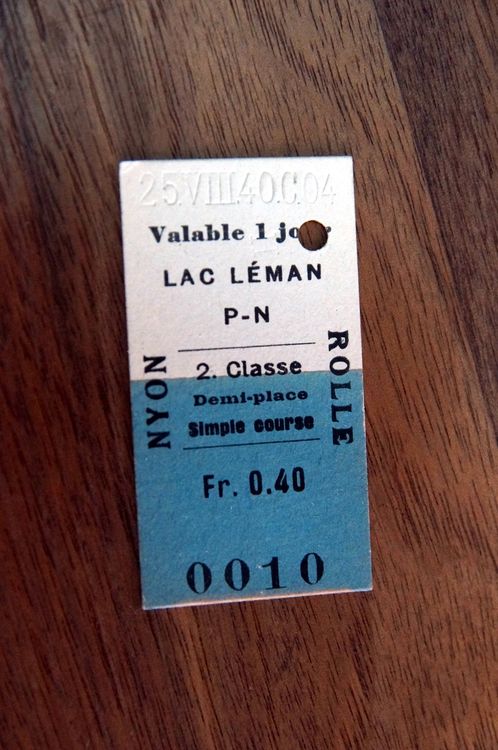 25.VIII.40.C.04
Valable 1 jour
LAC LÉMAN
P-N
NYON
ROLLE
2. Classe
Demi-place
Simple course
Fr. 0.40
0010